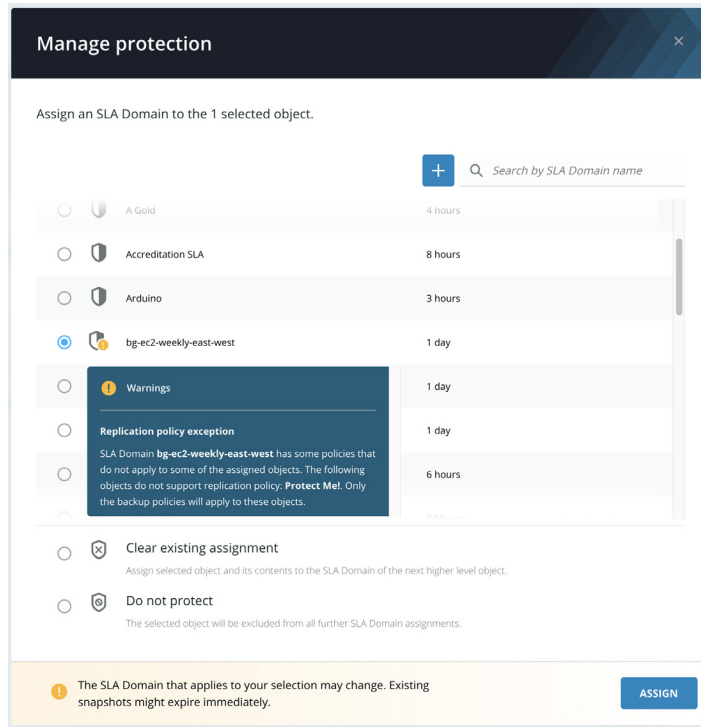 Manage protection
Assign an SLA Domain to the 1 selected object.
Search by SLA Domain name
A Gold 4 hours
Accreditation SLA 8 hours
Arduino 3 hours
bg-ec2-weekly-east-west 1 day
Warnings 1 day
Replication policy exception 1 day
SLA Domain bg-ec2-weekly-east-west has some policies that
do not apply to some of the assigned objects. The following
objects do not support replication policy: Protect Me!. Only 6 hours
the backup policies will apply to these objects.
Clear existing assignment
Assign selected object and its contents to the SLA Domain of the next higher level object.
Do not protect
The selected object will be excluded from all further SLA Domain assignments.
The SLA Domain that applies to your selection may change. Existing
snapshots might expire immediately.
ASSIGN